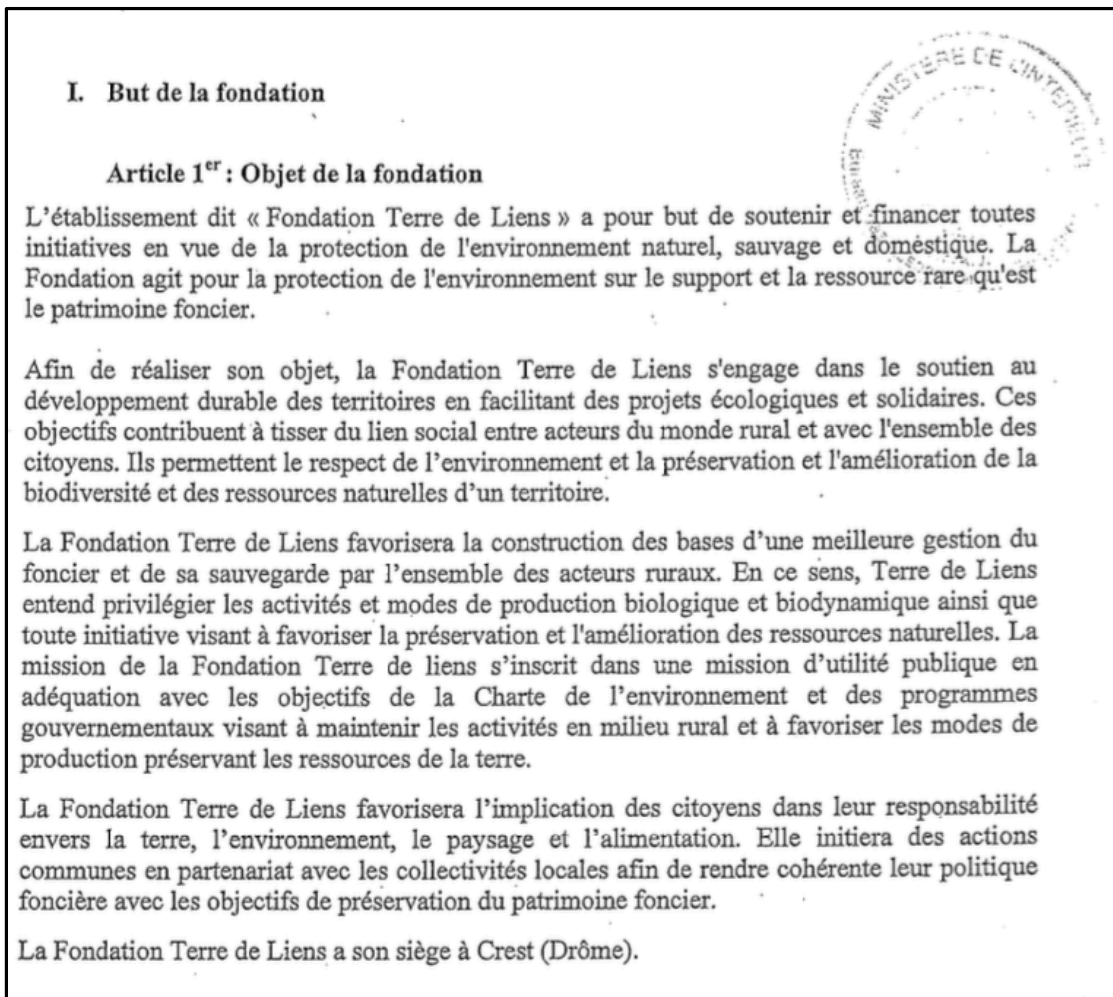 I. But de la fondation
MINISTERE DE L'INTERIEUR
Article 1er : Objet de la fondation
L'établissement dit « Fondation Terre de Liens » a pour but de soutenir et financer toutes
initiatives en vue de la protection de l'environnement naturel, sauvage et domestique. La
Fondation agit pour la protection de l'environnement sur le support et la ressource rare qu'est
le patrimoine foncier.
Afin de réaliser son objet, la Fondation Terre de Liens s'engage dans le soutien au
développement durable des territoires en facilitant des projets écologiques et solidaires. Ces
objectifs contribuent à tisser du lien social entre acteurs du monde rural et avec l'ensemble des
citoyens. Ils permettent le respect de l'environnement et la préservation et l'amélioration de la
biodiversité et des ressources naturelles d'un territoire.
La Fondation Terre de Liens favorisera la construction des bases d'une meilleure gestion du
foncier et de sa sauvegarde par l'ensemble des acteurs ruraux. En ce sens, Terre de Liens
entend privilégier les activités et modes de production biologique et biodynamique ainsi que
toute initiative visant à favoriser la préservation et l'amélioration des ressources naturelles. La
mission de la Fondation Terre de liens s'inscrit dans une mission d'utilité publique en
adéquation avec les objectifs de la Charte de l'environnement et des programmes
gouvernementaux visant à maintenir les activités en milieu rural et à favoriser les modes de
production préservant les ressources de la terre.
La Fondation Terre de Liens favorisera l'implication des citoyens dans leur responsabilité
envers la terre, l'environnement, le paysage et l'alimentation. Elle initiera des actions
communes en partenariat avec les collectivités locales afin de rendre cohérente leur politique
foncière avec les objectifs de préservation du patrimoine foncier.
La Fondation Terre de Liens a son siège à Crest (Drôme).